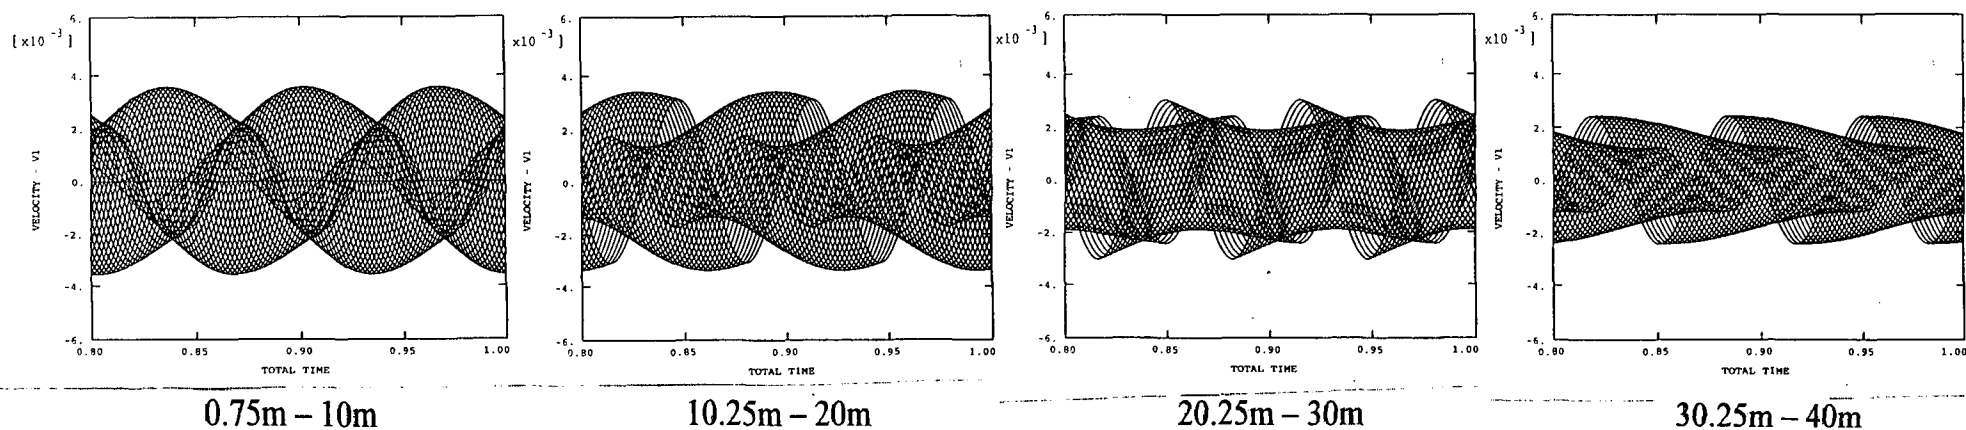 6.
[x10 -3 ]
4.
2.
0.
-2.
-4.
-6.
VELOCITY - V1
0.80 0.85 0.90 0.95 1.00
TOTAL TIME
0.75m – 10m
6.
x10 -3 ]
4.
2.
0.
-2.
-4.
-6.
VELOCITY - V1
0.80 0.85 0.90 0.95 1.00
TOTAL TIME
10.25m – 20m
6.
x10 -3 ]
4.
2.
0.
-2.
-4.
-6.
VELOCITY - V1
0.80 0.85 0.90 0.95 1.00
TOTAL TIME
20.25m – 30m
6.
x10 -3 ]
4.
2.
0.
-2.
-4.
-6.
VELOCITY - V1
0.80 0.85 0.90 0.95 1.00
TOTAL TIME
30.25m – 40m